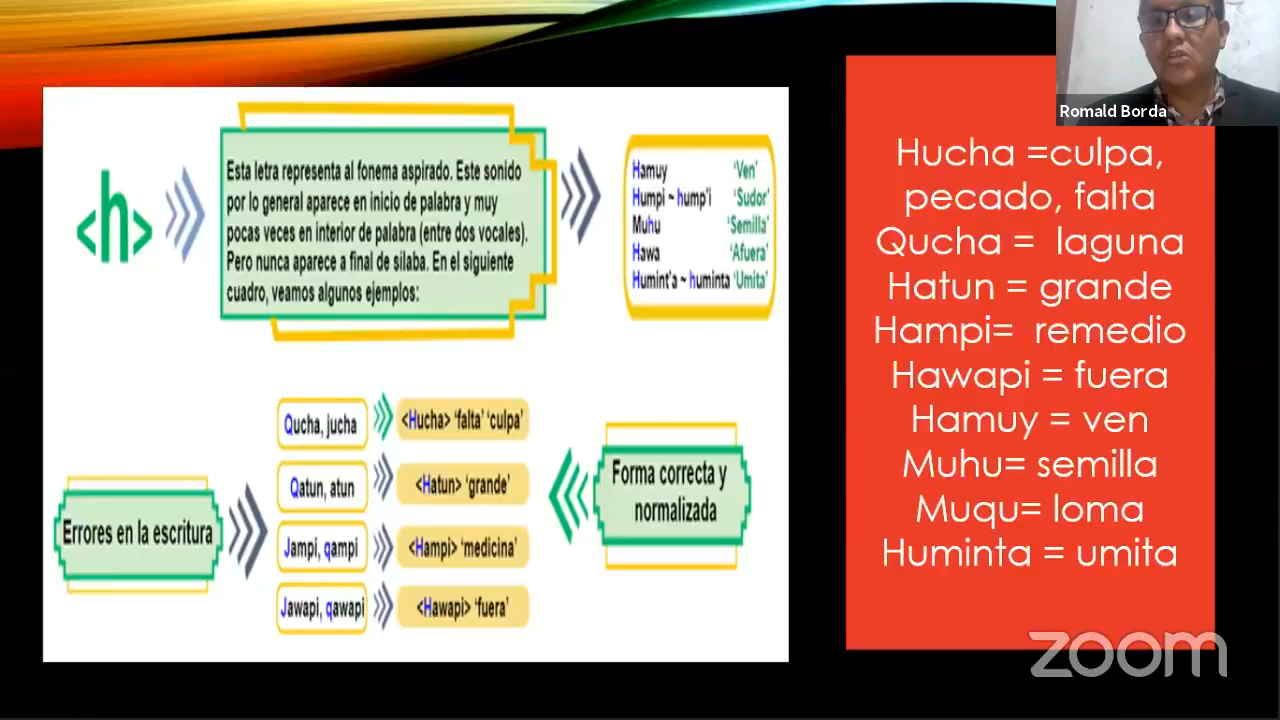 <h>
Esta letra representa al fonema aspirado. Este sonido
por lo general aparece en inicio de palabra y muy
pocas veces en interior de palabra (entre dos vocales).
Pero nunca aparece a final de sílaba. En el siguiente
cuadro, veamos algunos ejemplos:
Hamuy 'Ven'
Humpi ~ hump'i 'Sudor'
Muhu 'Semilla'
Hawa 'Afuera'
Humint'a ~ huminta 'Umita'
Errores en la escritura
Qucha, jucha
<Hucha> 'falta' 'culpa'
Qatun, atun
<Hatun> 'grande'
Jampi, qampi
<Hampi> 'medicina'
Jawapi, qawapi
<Hawapi> 'fuera'
Forma correcta y
normalizada
Romald Borda
Hucha =culpa,
pecado, falta
Qucha = laguna
Hatun = grande
Hampi= remedio
Hawapi = fuera
Hamuy = ven
Muhu= semilla
Muqu= loma
Huminta = umita
zoom